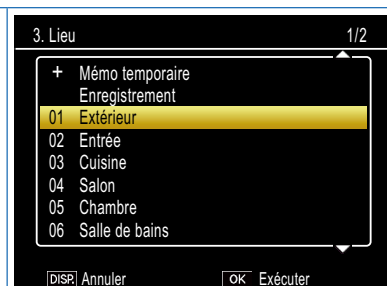 3. Lieu 1/2
+ Mémo temporaire
Enregistrement
01 Extérieur
02 Entrée
03 Cuisine
04 Salon
05 Chambre
06 Salle de bains
DISP. Annuler OK Exécuter